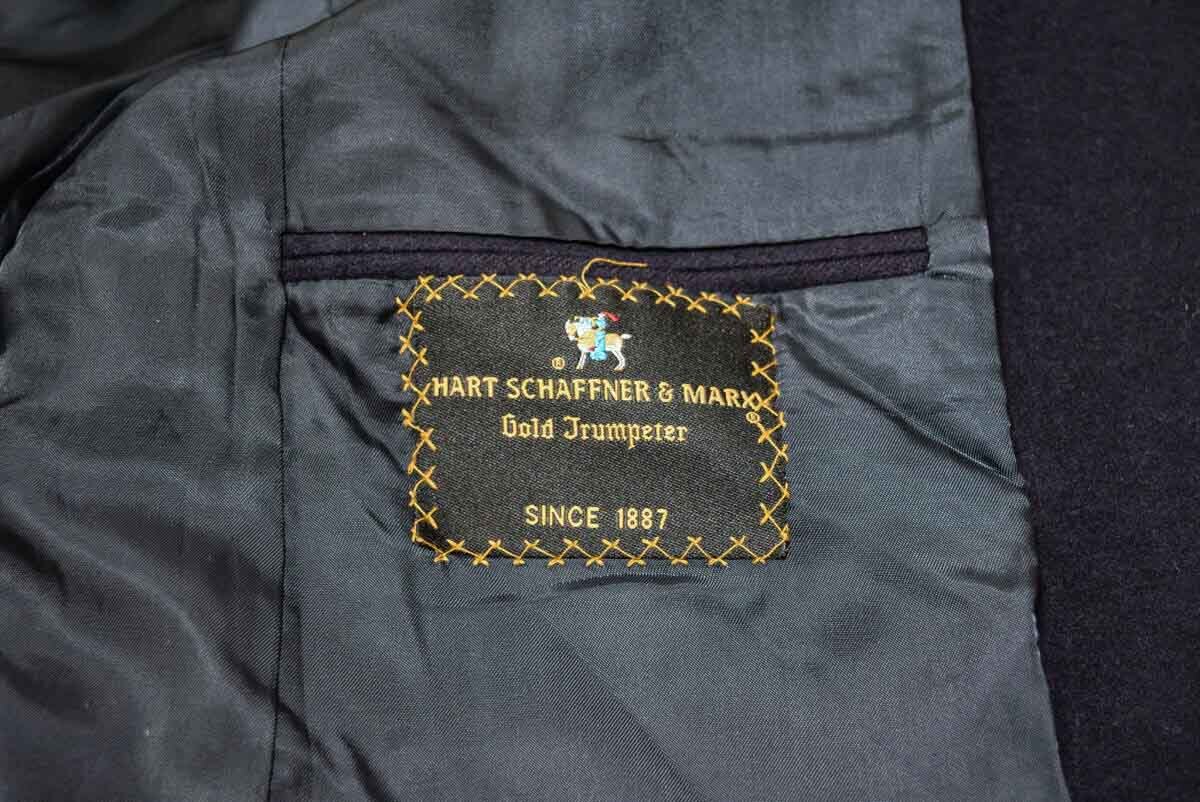 ®
HART SCHAFFNER & MARX
®
Gold Trumpeter
SINCE 1887